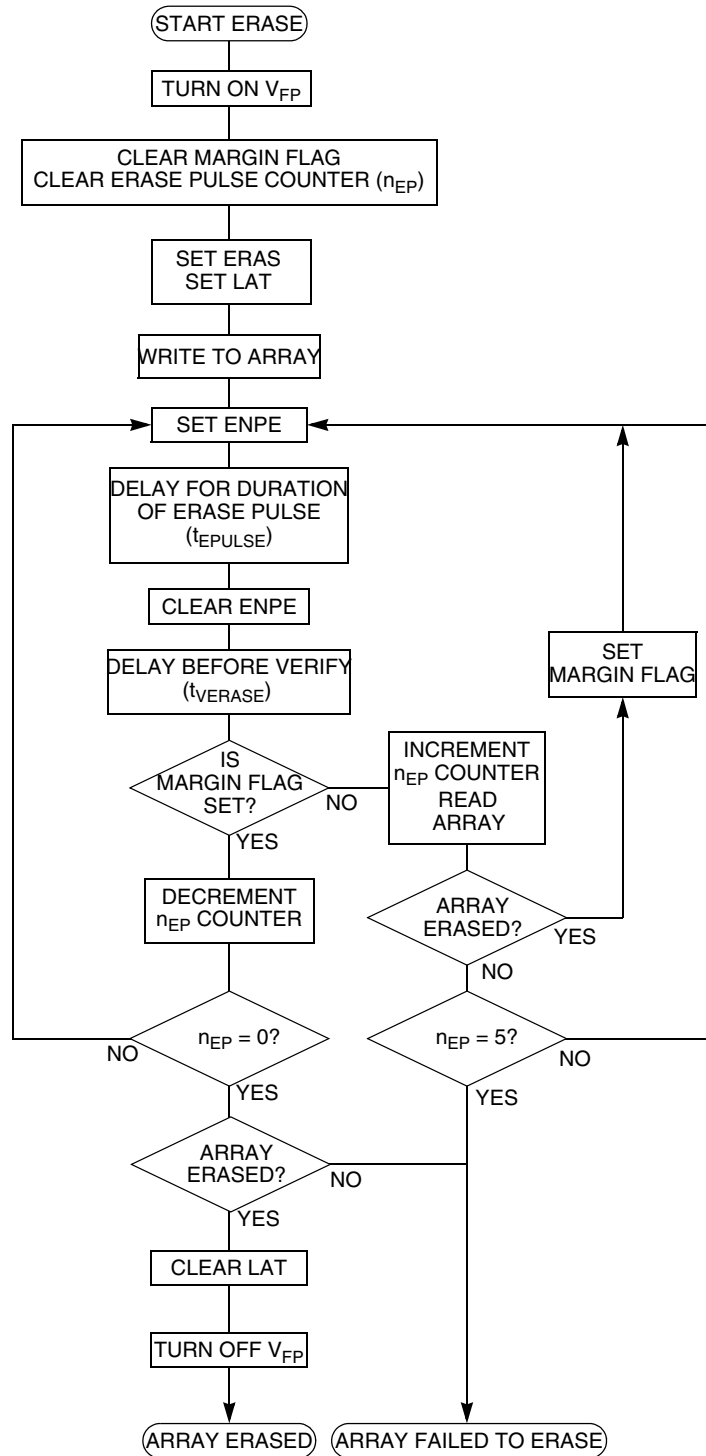 START ERASE
TURN ON VFP
CLEAR MARGIN FLAG
CLEAR ERASE PULSE COUNTER (nEP)
SET ERAS
SET LAT
WRITE TO ARRAY
SET ENPE
DELAY FOR DURATION
OF ERASE PULSE
(tEPULSE)
CLEAR ENPE
DELAY BEFORE VERIFY
(tVERASE)
SET
MARGIN FLAG
IS
MARGIN FLAG
SET?
NO
YES
INCREMENT
nEP COUNTER
READ
ARRAY
DECREMENT
nEP COUNTER
ARRAY
ERASED?
YES
NO
nEP = 0?
NO
YES
nEP = 5?
NO
YES
ARRAY
ERASED?
NO
YES
CLEAR LAT
TURN OFF VFP
ARRAY ERASED
ARRAY FAILED TO ERASE